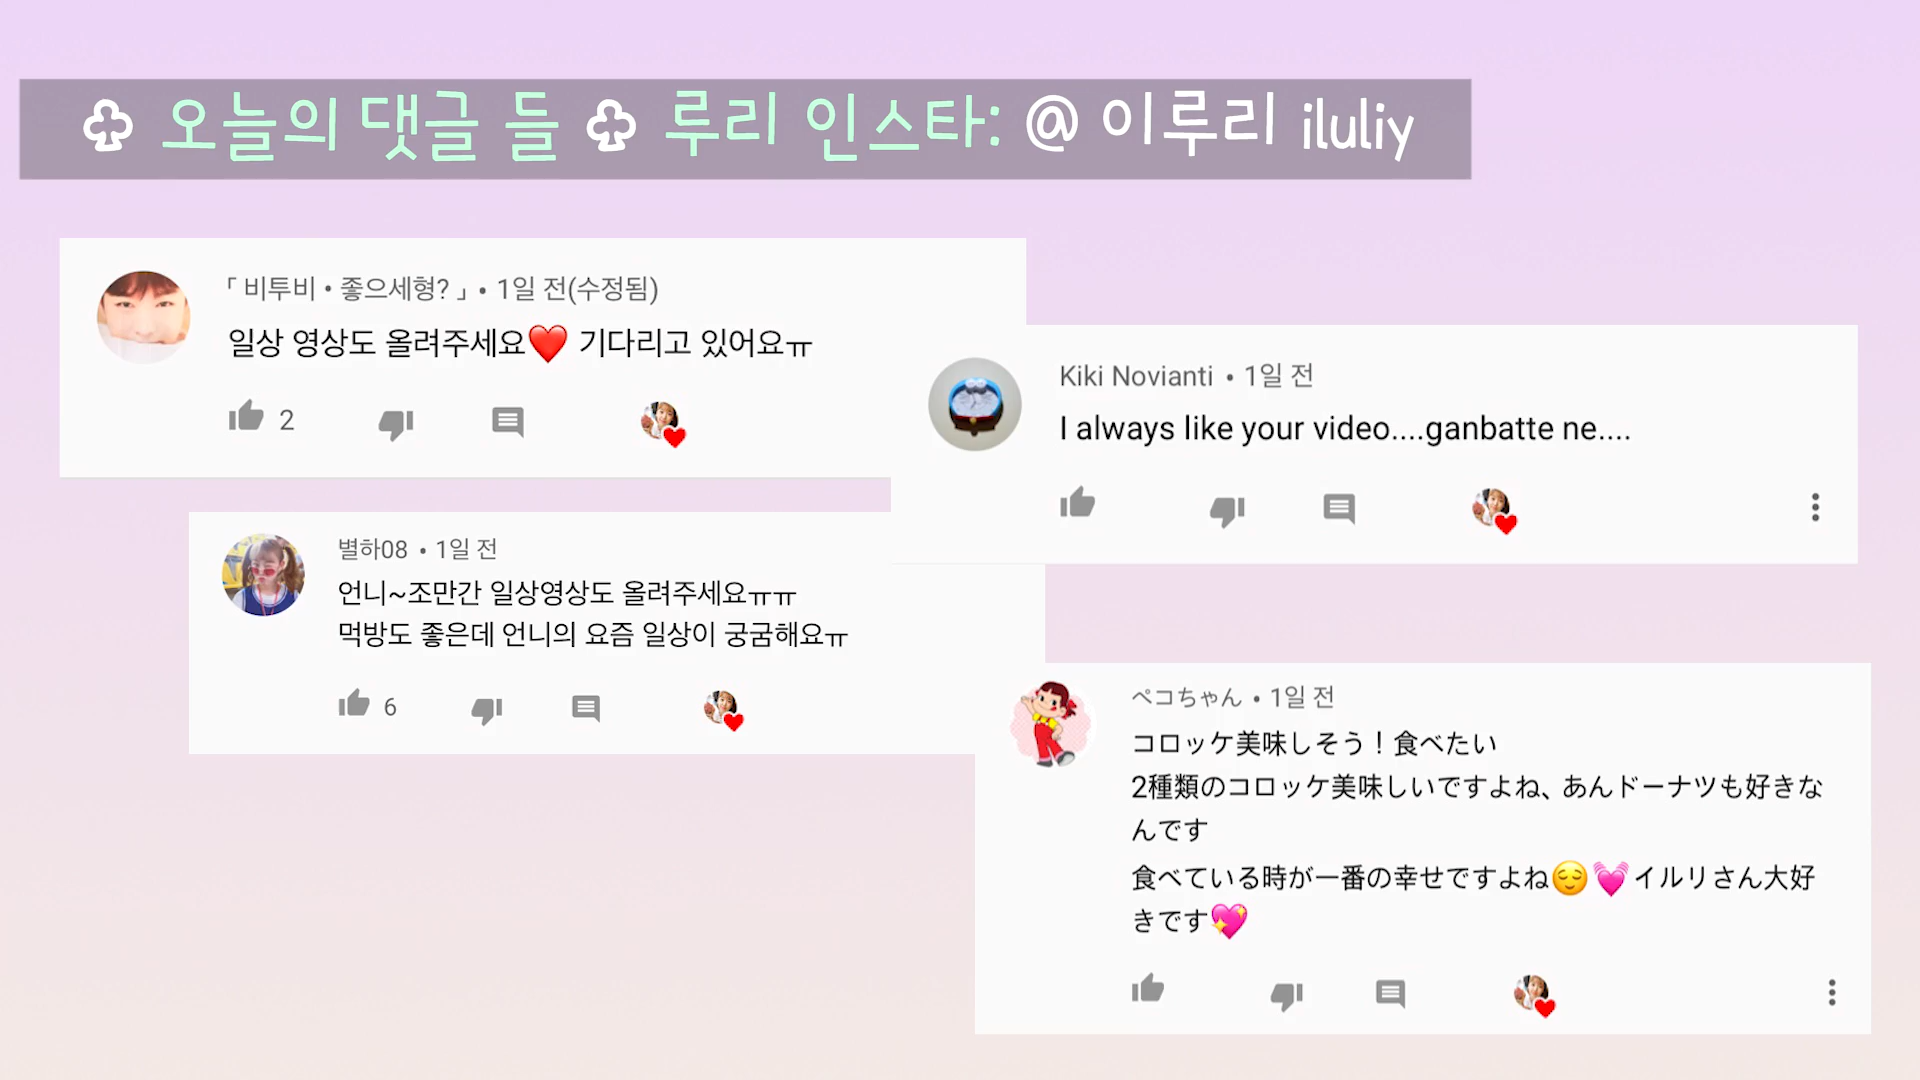 ♧ 오늘의 댓글 들 ♧ 루리 인스타: @ 이루리 iluliy
「 비투비 • 좋으세형? 」 • 1일 전(수정됨)
일상 영상도 올려주세요❤️ 기다리고 있어요ㅠ
2
Kiki Novianti • 1일 전
I always like your video....ganbatte ne....
별하08 • 1일 전
언니~조만간 일상영상도 올려주세요ㅠㅠ
먹방도 좋은데 언니의 요즘 일상이 궁굼해요ㅠ
6
ペコちゃん • 1일 전
コロッケ美味しそう！食べたい
2種類のコロッケ美味しいですよね、あんドーナツも好きな
んです
食べている時が一番の幸せですよね😌💓イルリさん大好
きです💖